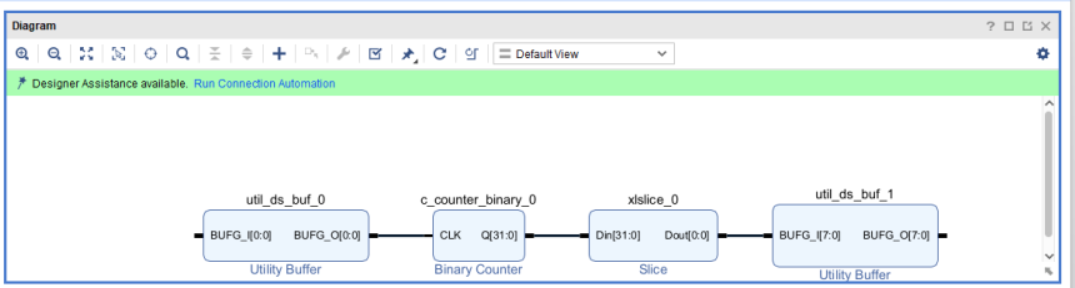 Diagram
Default View
Designer Assistance available. Run Connection Automation
util_ds_buf_0 c_counter_binary_0 xlslice_0 util_ds_buf_1
BUFG_I[0:0] BUFG_O[0:0] CLK Q[31:0] Din[31:0] Dout[0:0] BUFG_I[7:0] BUFG_O[7:0]
Utility Buffer Binary Counter Slice Utility Buffer